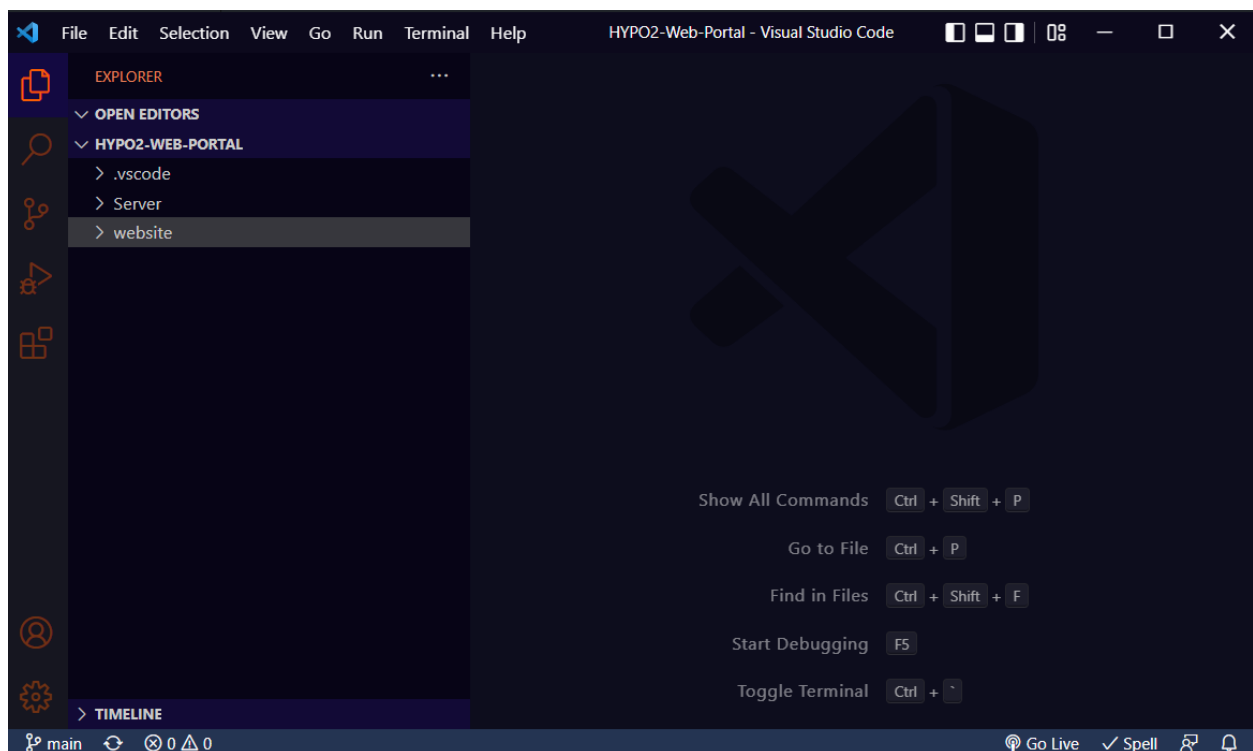 File Edit Selection View Go Run Terminal Help HYPO2-Web-Portal - Visual Studio Code
EXPLORER ...
OPEN EDITORS
HYPO2-WEB-PORTAL
.vscode
Server
website
Show All Commands Ctrl + Shift + P
Go to File Ctrl + P
Find in Files Ctrl + Shift + F
Start Debugging F5
Toggle Terminal Ctrl + `
TIMELINE
main 0 0 Go Live Spell